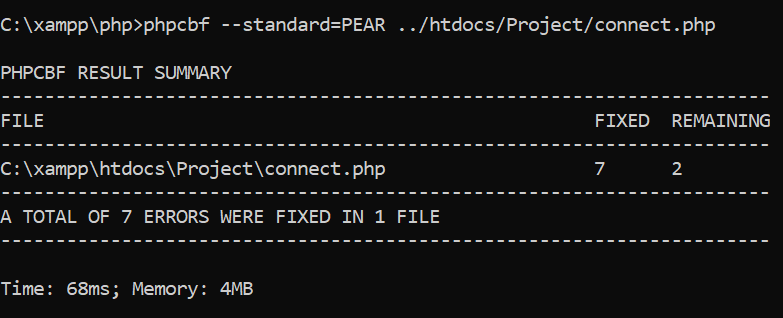 C:\xampp\php>phpcbf --standard=PEAR ../htdocs/Project/connect.php
PHPCBF RESULT SUMMARY
----------------------------------------------------------------------
FILE FIXED REMAINING
----------------------------------------------------------------------
C:\xampp\htdocs\Project\connect.php 7 2
----------------------------------------------------------------------
A TOTAL OF 7 ERRORS WERE FIXED IN 1 FILE
----------------------------------------------------------------------
Time: 68ms; Memory: 4MB